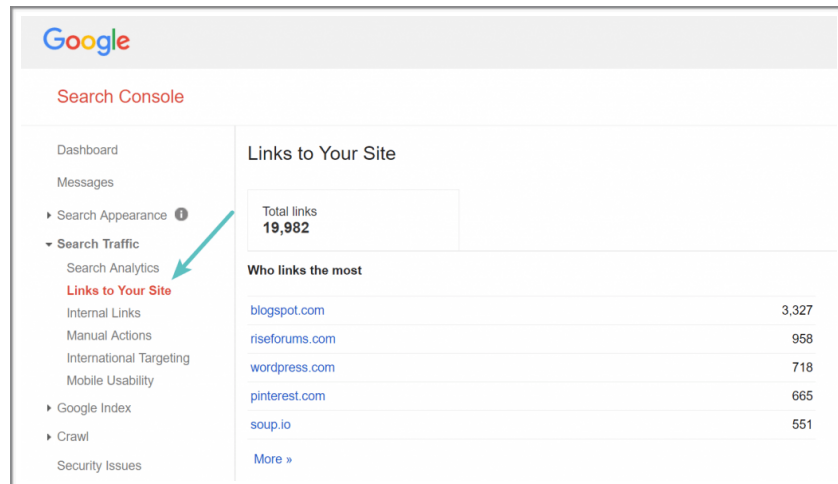 Google
Search Console
Dashboard
Messages
Search Appearance
Search Traffic
Search Analytics
Links to Your Site
Internal Links
Manual Actions
International Targeting
Mobile Usability
Google Index
Crawl
Security Issues
Links to Your Site
Total links
19,982
Who links the most
blogspot.com 3,327
riseforums.com 958
wordpress.com 718
pinterest.com 665
soup.io 551
More »